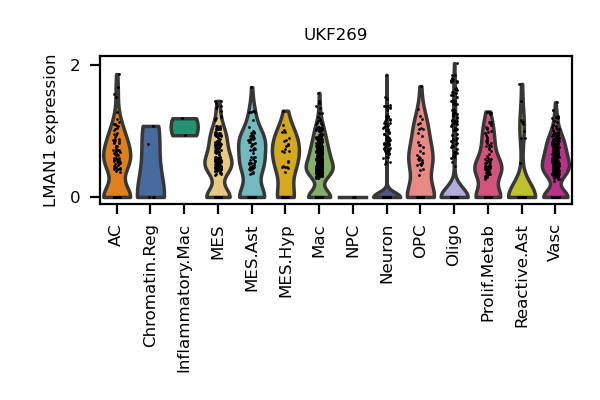 UKF269
LMAN1 expression
2
0
AC
Chromatin.Reg
Inflammatory.Mac
MES
MES.Ast
MES.Hyp
Mac
NPC
Neuron
OPC
Oligo
Prolif.Metab
Reactive.Ast
Vasc